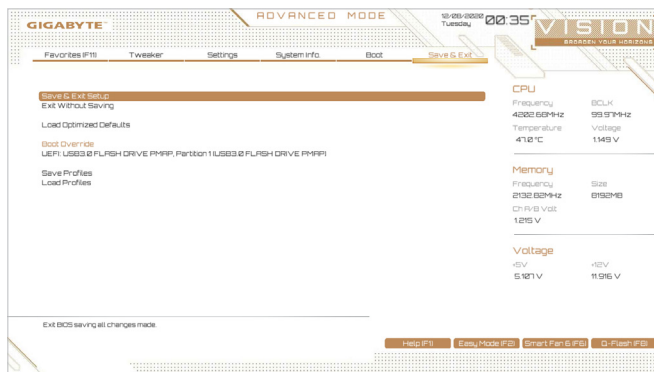 GIGABYTE™
ADVANCED MODE
12/08/2020
Tuesday
00:35
VISION
BROADEN YOUR HORIZONS
Favorites (F11)
Tweaker
Settings
System Info.
Boot
Save & Exit
Save & Exit Setup
Exit Without Saving
Load Optimized Defaults
Boot Override
UEFI: USB3.0 FLASH DRIVE PMAP, Partition 1 (USB3.0 FLASH DRIVE PMAP)
Save Profiles
Load Profiles
CPU
Frequency BCLK
4202.68MHz 99.97MHz
Temperature Voltage
47.0 °C 1.149 V
Memory
Frequency Size
2132.82MHz 8192MB
Ch A/B Volt
1.215 V
Voltage
+5V +12V
5.107 V 11.916 V
Exit BIOS saving all changes made.
Help (F1)
Easy Mode (F2)
Smart Fan 6 (F6)
Q-Flash (F8)